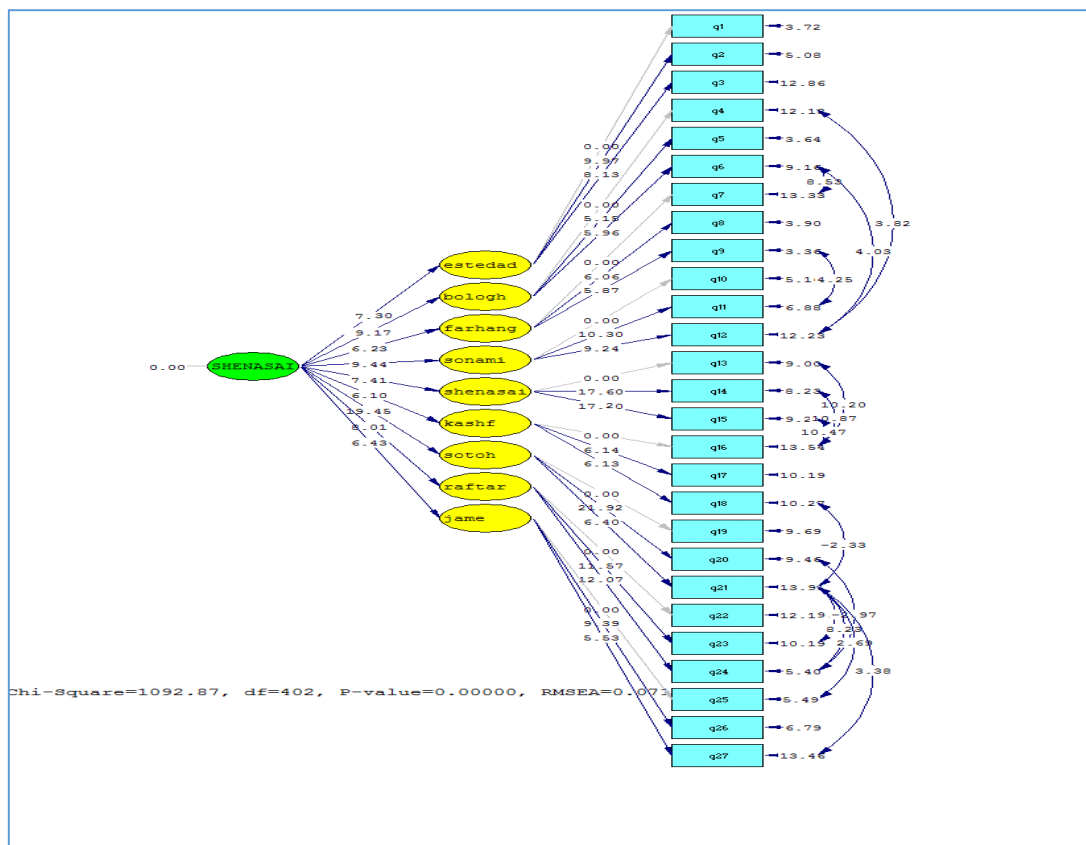 q1 3.72
q2 5.08
q3 12.86
q4 12.18
q5 3.64
0.00
9.97
8.13
q6 9.16
8.53
q7 13.33
0.00
5.18
5.96
q8 3.90
3.82
4.03
q9 3.36
estedad
0.00
6.06
5.87
q10 4.25
bologh
q11 6.88
7.30
farhang
0.00
10.30
9.24
q12 12.23
9.17
6.23
sonami
q13 9.00
0.00 SHENASAI
9.44
7.41
shenasai
0.00
17.60
17.20
q14 8.23
10.20
q15 10.87
6.10
19.45
kashf
8.01
6.43
0.00
6.14
6.13
10.47
q16 13.54
sotoh
q17 10.19
raftar
0.00
21.92
6.40
q18 10.27
jame
q19 9.69
-2.33
0.00
11.57
12.07
q20 9.46
q21
0.00
9.39
5.53
q22 12.19
8.23
q23 10.19
2.69
3.38
q24 5.40
Chi-Square=1092.87, df=402, P-value=0.00000,
q25 5.49
q26 6.79
q27 13.46